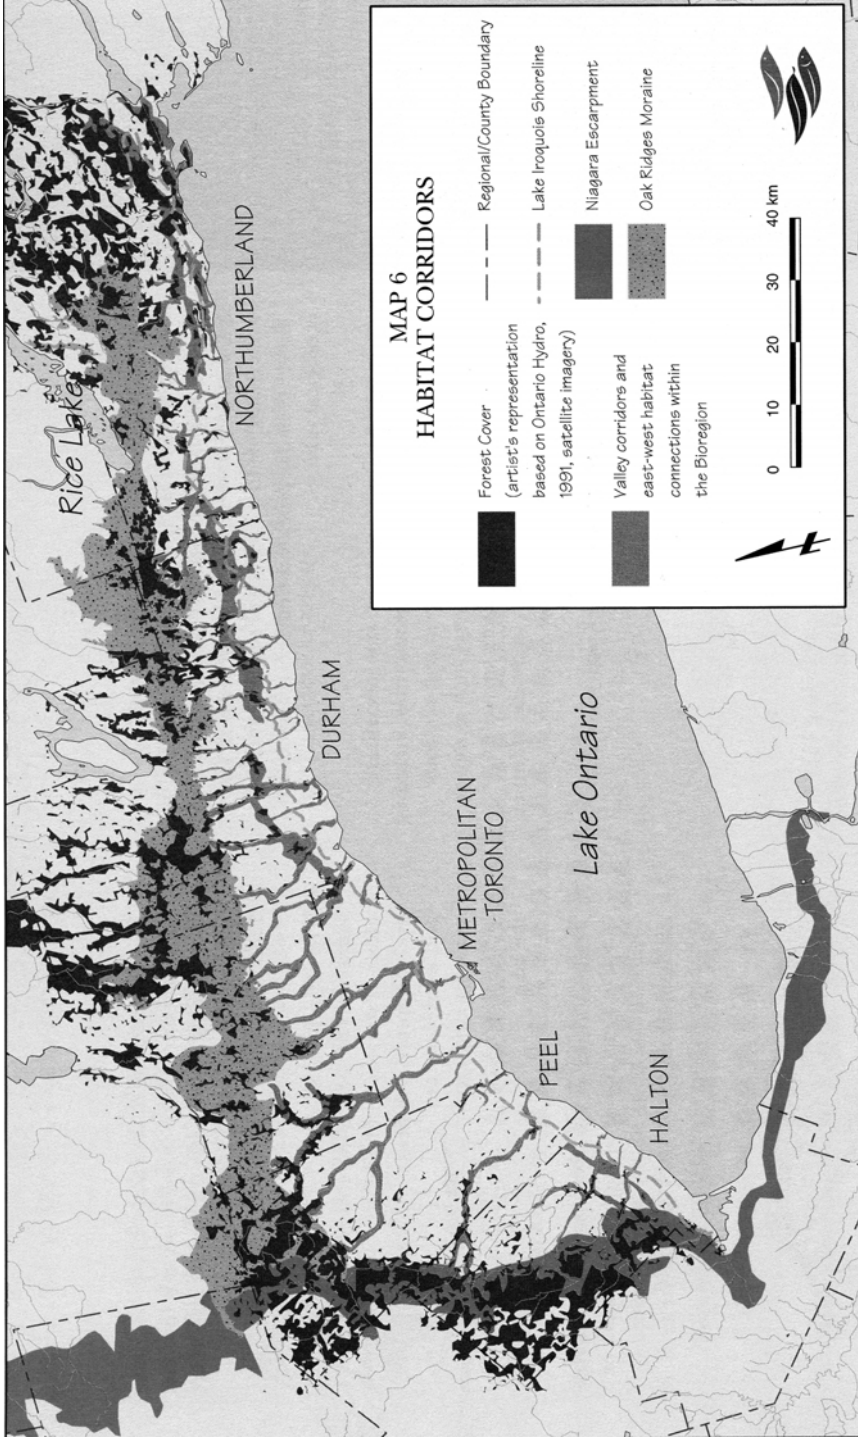 MAP 6
HABITAT CORRIDORS
Forest Cover
(artist's representation
based on Ontario Hydro,
1991, satellite imagery)
Valley corridors and
east-west habitat
connections within
the Bioregion
Regional/County Boundary
Lake Iroquois Shoreline
Niagara Escarpment
Oak Ridges Moraine
0 10 20 30 40 km
Rice Lake
NORTHUMBERLAND
DURHAM
METROPOLITAN
TORONTO
Lake Ontario
PEEL
HALTON